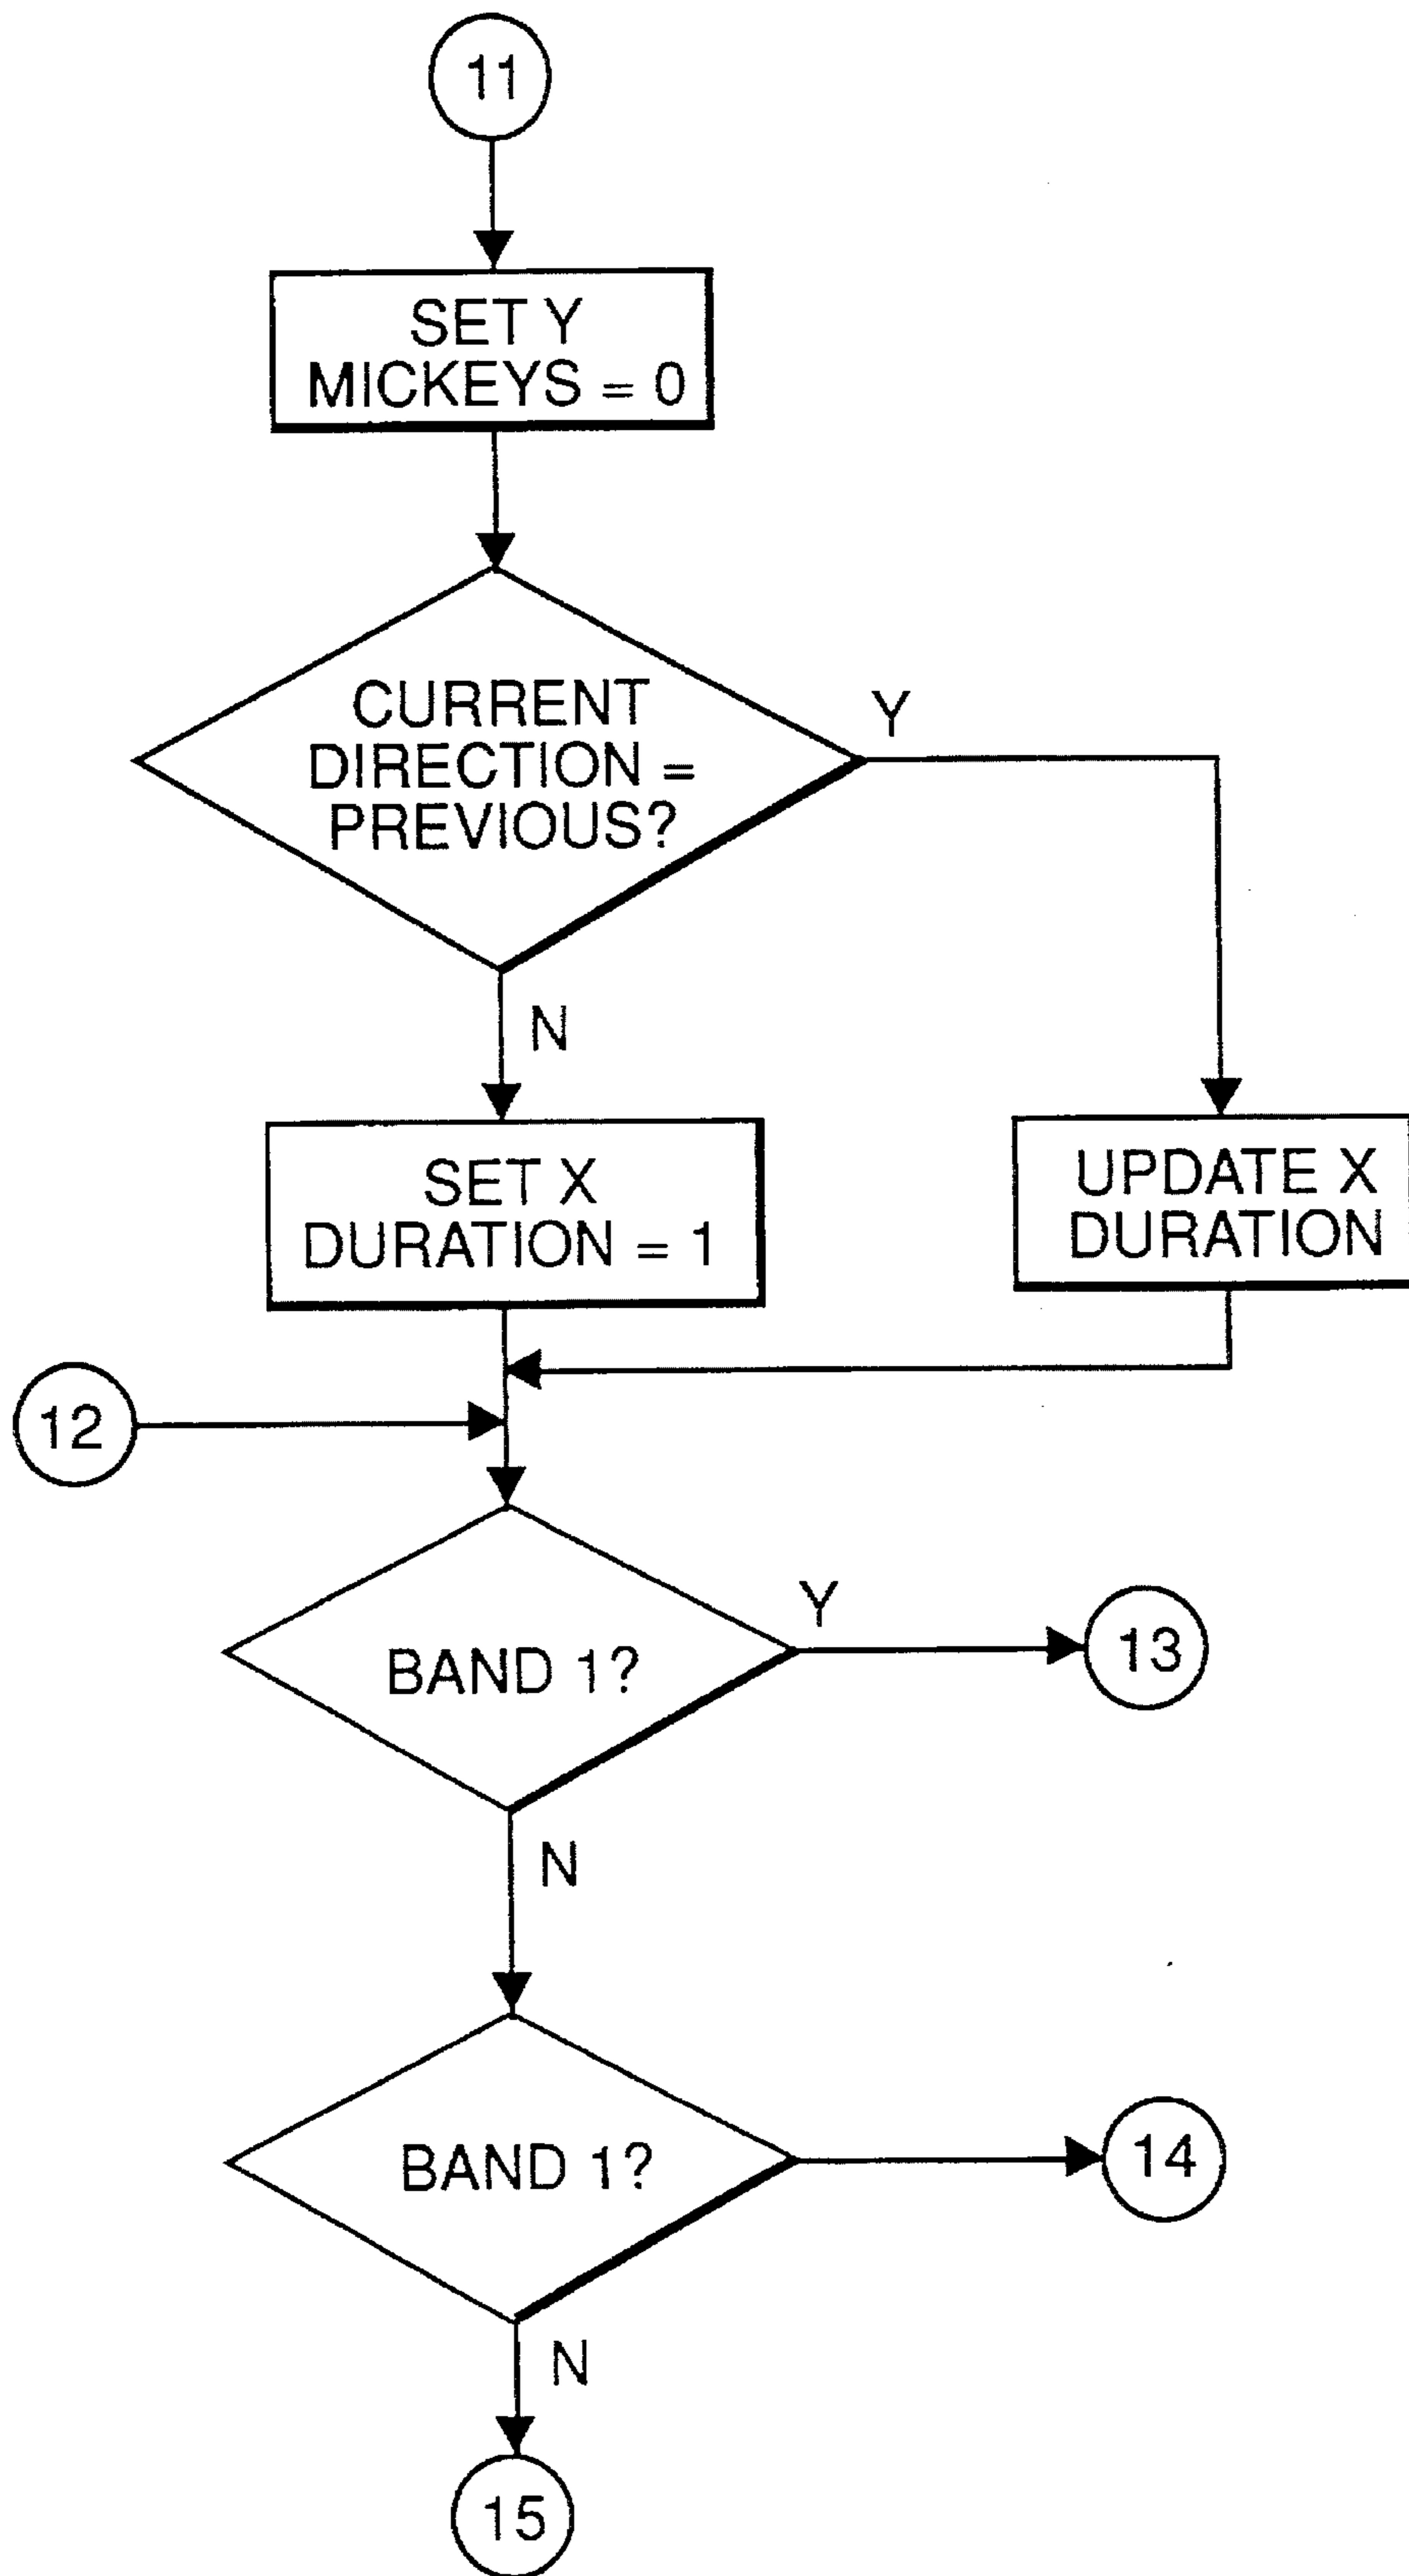 11
SET Y
MICKEYS = 0
CURRENT
DIRECTION =
PREVIOUS?
Y
N
SET X
DURATION = 1
UPDATE X
DURATION
12
BAND 1?
Y
13
N
BAND 1?
14
N
15